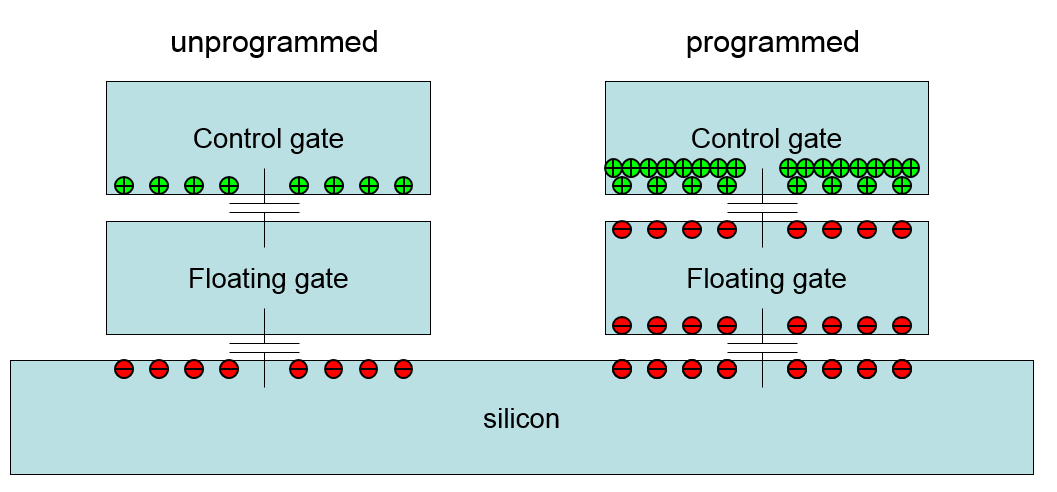 unprogrammed
programmed
Control gate
Control gate
Floating gate
Floating gate
silicon